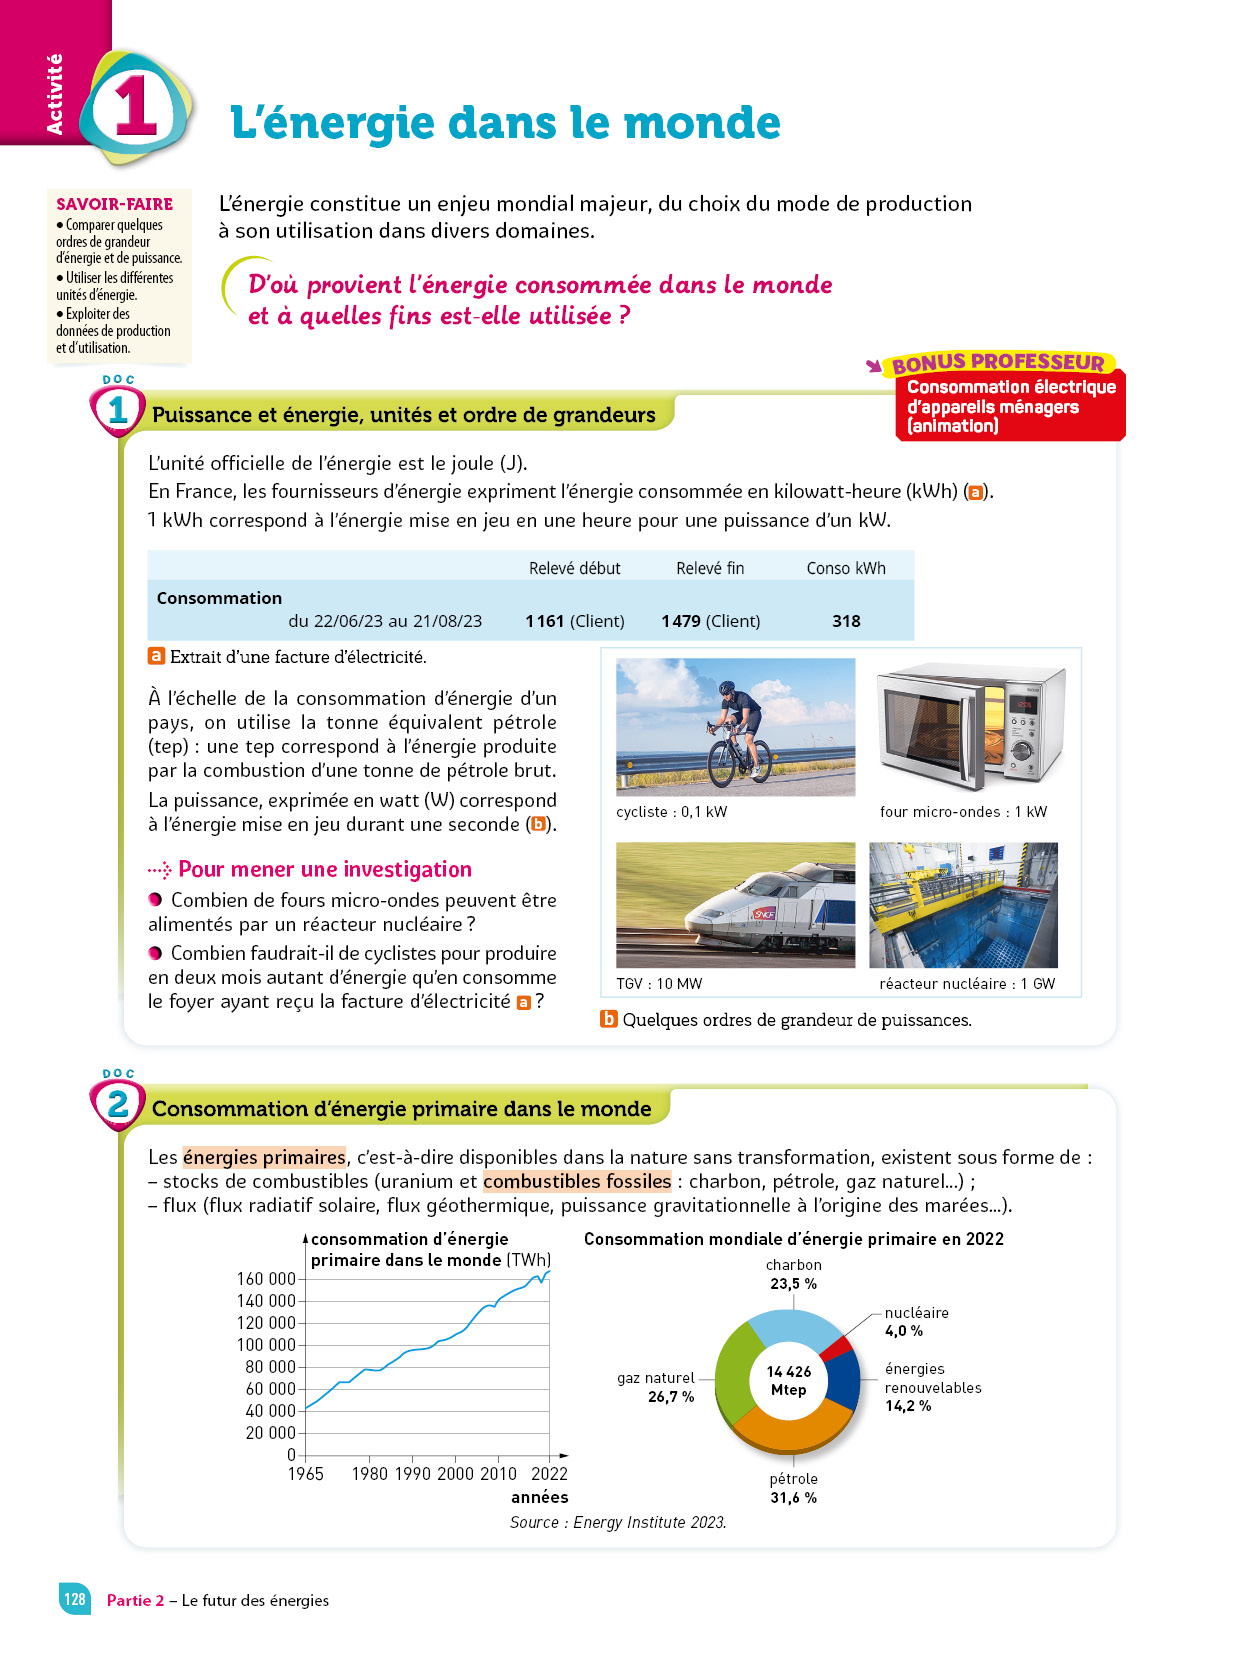 Activité
1
L'énergie dans le monde
SAVOIR-FAIRE
• Comparer quelques
ordres de grandeur
d'énergie et de puissance.
• Utiliser les différentes
unités d'énergie.
• Exploiter des
données de production
et d'utilisation.
L'énergie constitue un enjeu mondial majeur, du choix du mode de production
à son utilisation dans divers domaines.
D'où provient l'énergie consommée dans le monde
et à quelles fins est-elle utilisée ?
BONUS PROFESSEUR
Consommation électrique
d'appareils ménagers
(animation)
DOC
1
Puissance et énergie, unités et ordre de grandeurs
L'unité officielle de l'énergie est le joule (J).
En France, les fournisseurs d'énergie expriment l'énergie consommée en kilowatt-heure (kWh) (a).
1 kWh correspond à l'énergie mise en jeu en une heure pour une puissance d'un kW.
Relevé début Relevé fin Conso kWh
Consommation
du 22/06/23 au 21/08/23 1 161 (Client) 1 479 (Client) 318
a Extrait d'une facture d'électricité.
À l'échelle de la consommation d'énergie d'un
pays, on utilise la tonne équivalent pétrole
(tep) : une tep correspond à l'énergie produite
par la combustion d'une tonne de pétrole brut.
La puissance, exprimée en watt (W) correspond
à l'énergie mise en jeu durant une seconde (b).
Pour mener une investigation
● Combien de fours micro-ondes peuvent être
alimentés par un réacteur nucléaire ?
● Combien faudrait-il de cyclistes pour produire
en deux mois autant d'énergie qu'en consomme
le foyer ayant reçu la facture d'électricité a ?
cycliste : 0,1 kW
four micro-ondes : 1 kW
SNCF
TGV : 10 MW
réacteur nucléaire : 1 GW
b Quelques ordres de grandeur de puissances.
DOC
2
Consommation d'énergie primaire dans le monde
Les énergies primaires, c'est-à-dire disponibles dans la nature sans transformation, existent sous forme de :
– stocks de combustibles (uranium et combustibles fossiles : charbon, pétrole, gaz naturel...) ;
– flux (flux radiatif solaire, flux géothermique, puissance gravitationnelle à l'origine des marées...).
consommation d'énergie
primaire dans le monde (TWh)
160 000
140 000
120 000
100 000
80 000
60 000
40 000
20 000
0
1965 1980 1990 2000 2010 2022
années
Consommation mondiale d'énergie primaire en 2022
charbon
23,5 %
nucléaire
4,0 %
énergies
renouvelables
14,2 %
gaz naturel
26,7 %
14 426
Mtep
pétrole
31,6 %
Source : Energy Institute 2023.
128 Partie 2 – Le futur des énergies